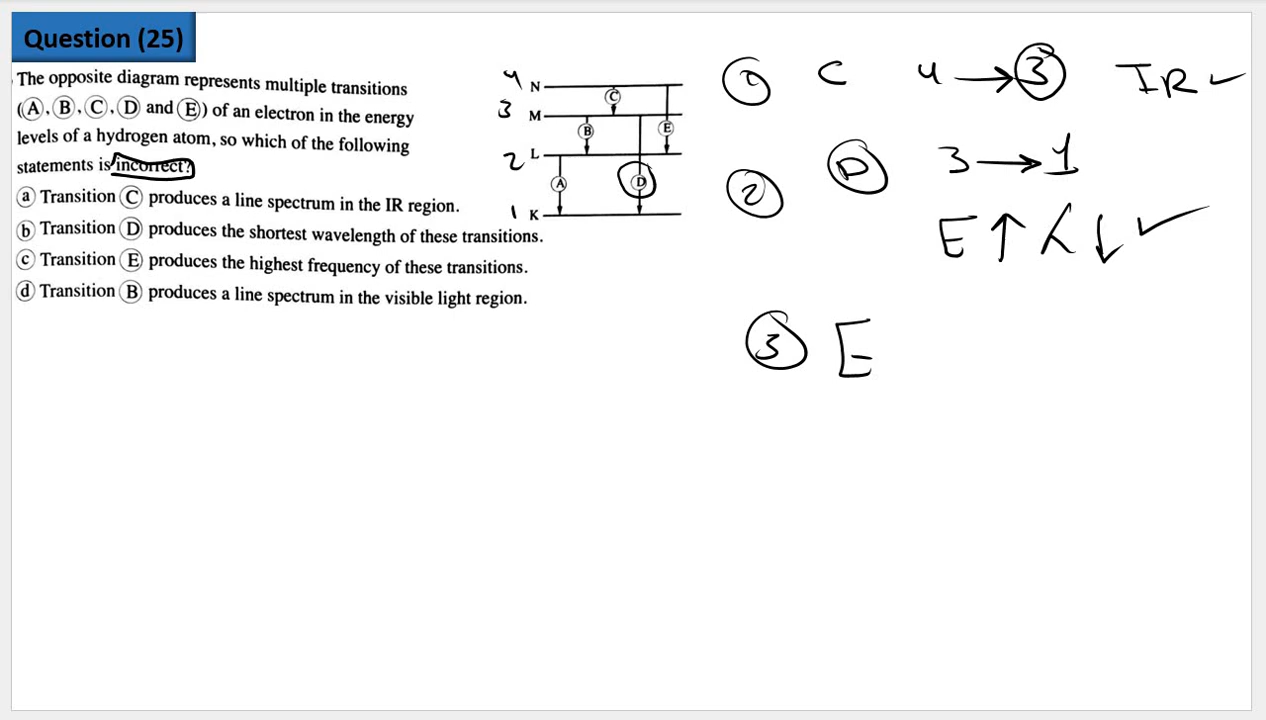 Question (25)
The opposite diagram represents multiple transitions
(Ⓐ, Ⓑ, Ⓒ, Ⓓ and Ⓔ) of an electron in the energy
levels of a hydrogen atom, so which of the following
statements is incorrect?
ⓐ Transition Ⓒ produces a line spectrum in the IR region.
ⓑ Transition Ⓓ produces the shortest wavelength of these transitions.
ⓒ Transition Ⓔ produces the highest frequency of these transitions.
ⓓ Transition Ⓑ produces a line spectrum in the visible light region.
4 N
Ⓒ
3 M
Ⓑ Ⓔ
2 L
Ⓐ Ⓓ
1 K
① C 4 → ③ IR ✓
② Ⓓ 3 → 1
E ↑ λ ↓ ✓
③ E